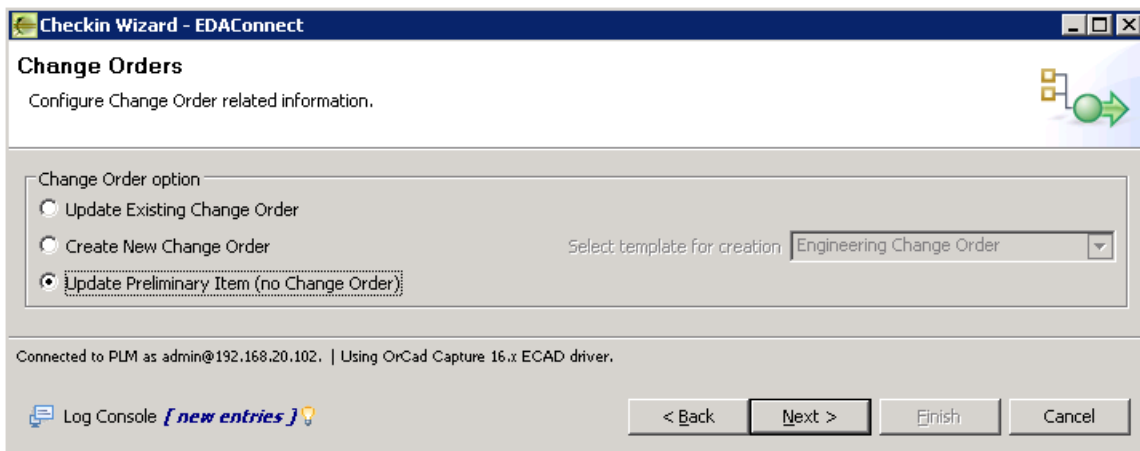 Checkin Wizard - EDAConnect
Change Orders
Configure Change Order related information.
Change Order option
Update Existing Change Order
Create New Change Order Select template for creation Engineering Change Order
Update Preliminary Item (no Change Order)
Connected to PLM as admin@192.168.20.102. | Using OrCad Capture 16.x ECAD driver.
Log Console { new entries } < Back Next > Finish Cancel